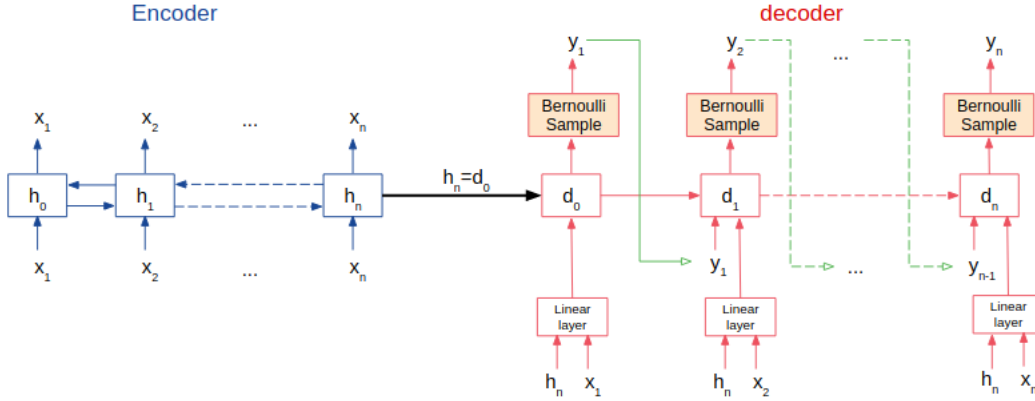 Encoder
decoder
y1
y2
...
yn
Bernoulli
Sample
Bernoulli
Sample
Bernoulli
Sample
x1
x2
...
xn
h0
h1
hn
hn=d0
d0
d1
dn
x1
x2
...
xn
y1
...
yn-1
Linear
layer
Linear
layer
Linear
layer
hn
x1
hn
x2
hn
xn